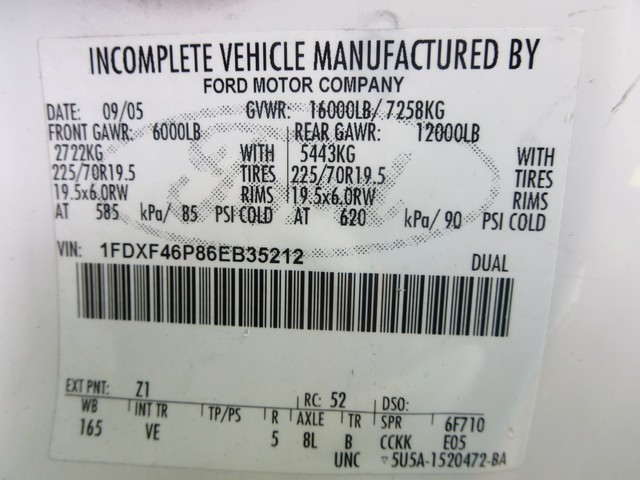 INCOMPLETE VEHICLE MANUFACTURED BY
FORD MOTOR COMPANY
DATE: 09/05 GVWR: 16000LB/ 7258KG
FRONT GAWR: 6000LB REAR GAWR: 12000LB
2722KG WITH 5443KG WITH
225/70R19.5 TIRES 225/70R19.5 TIRES
19.5x6.0RW RIMS 19.5x6.0RW RIMS
AT 585 kPa/ 85 PSI COLD AT 620 kPa/ 90 PSI COLD
VIN: 1FDXF46P86EB35212 DUAL
EXT PNT: Z1 RC: 52 DSO:
WB INT TR TP/PS R AXLE TR SPR 6F710
165 VE 5 8L B CCKK E05
UNC 5U5A-1520472-BA